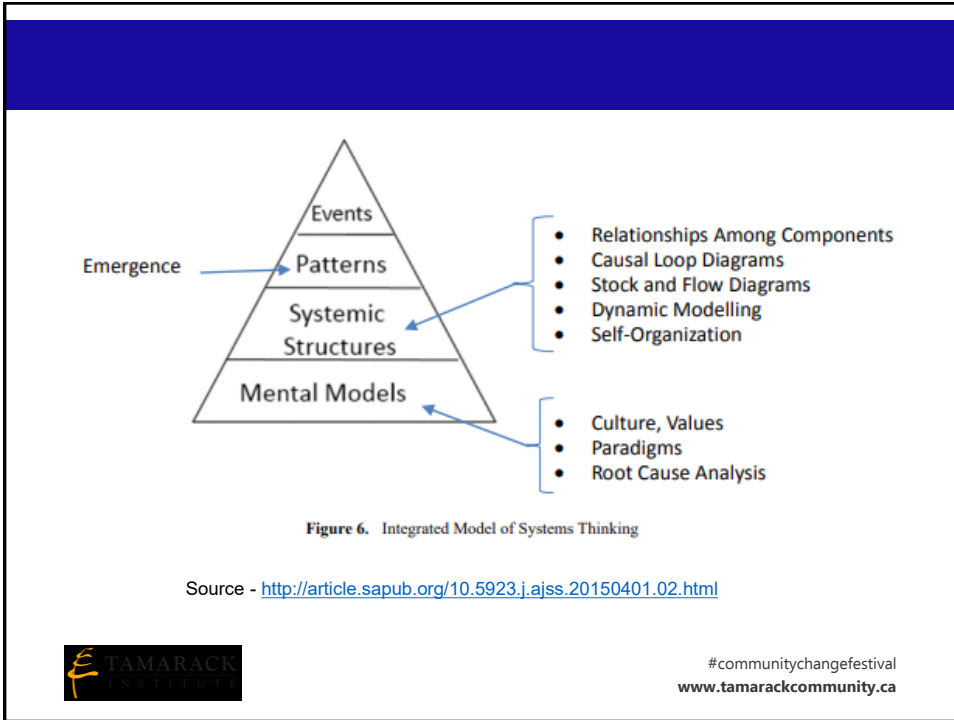 Events
Emergence
Patterns
Systemic
Structures
Mental Models
• Relationships Among Components
• Causal Loop Diagrams
• Stock and Flow Diagrams
• Dynamic Modelling
• Self-Organization
• Culture, Values
• Paradigms
• Root Cause Analysis
Figure 6. Integrated Model of Systems Thinking
Source - http://article.sapub.org/10.5923.j.ajss.20150401.02.html
TAMARACK
INSTITUTE
#communitychangefestival
www.tamarackcommunity.ca